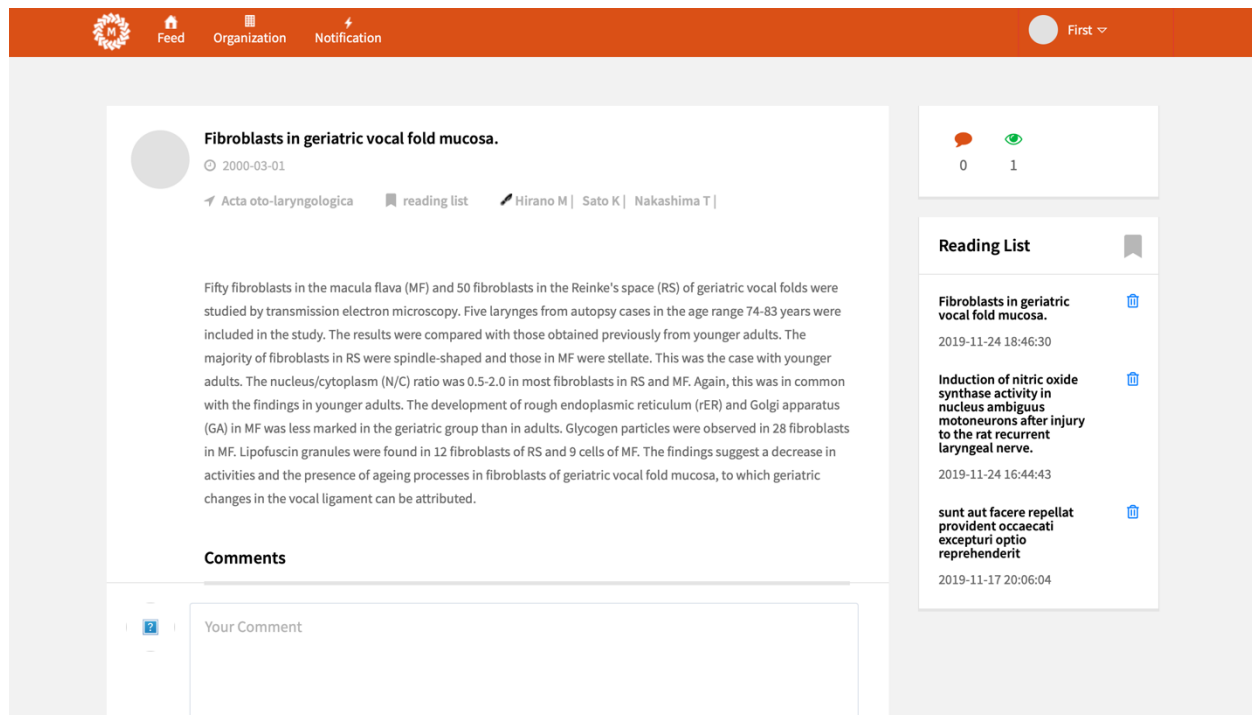 M
Feed
Organization
Notification
First
Fibroblasts in geriatric vocal fold mucosa.
2000-03-01
Acta oto-laryngologica reading list Hirano M | Sato K | Nakashima T |
Fifty fibroblasts in the macula flava (MF) and 50 fibroblasts in the Reinke's space (RS) of geriatric vocal folds were
studied by transmission electron microscopy. Five larynges from autopsy cases in the age range 74-83 years were
included in the study. The results were compared with those obtained previously from younger adults. The
majority of fibroblasts in RS were spindle-shaped and those in MF were stellate. This was the case with younger
adults. The nucleus/cytoplasm (N/C) ratio was 0.5-2.0 in most fibroblasts in RS and MF. Again, this was in common
with the findings in younger adults. The development of rough endoplasmic reticulum (rER) and Golgi apparatus
(GA) in MF was less marked in the geriatric group than in adults. Glycogen particles were observed in 28 fibroblasts
in MF. Lipofuscin granules were found in 12 fibroblasts of RS and 9 cells of MF. The findings suggest a decrease in
activities and the presence of ageing processes in fibroblasts of geriatric vocal fold mucosa, to which geriatric
changes in the vocal ligament can be attributed.
Comments
?
Your Comment
0 1
Reading List
Fibroblasts in geriatric
vocal fold mucosa.
2019-11-24 18:46:30
Induction of nitric oxide
synthase activity in
nucleus ambiguus
motoneurons after injury
to the rat recurrent
laryngeal nerve.
2019-11-24 16:44:43
sunt aut facere repellat
provident occaecati
excepturi optio
reprehenderit
2019-11-17 20:06:04